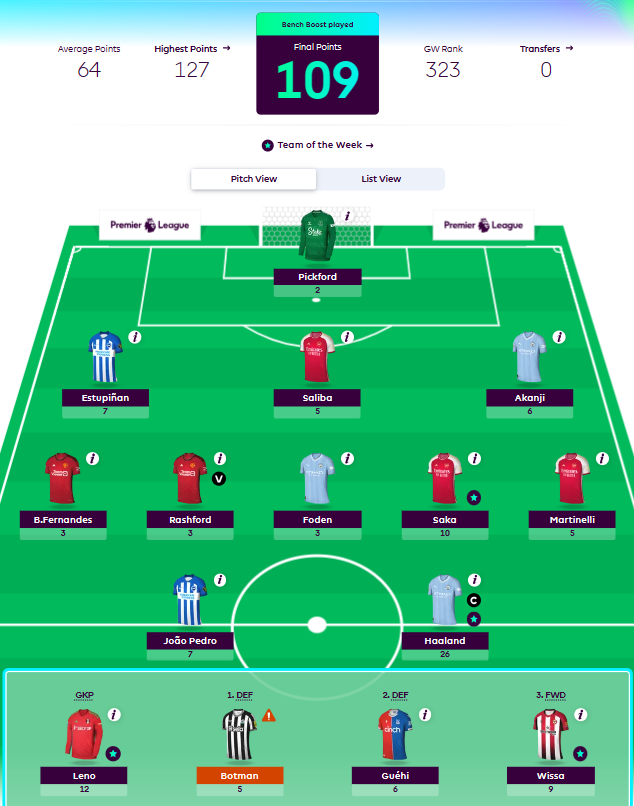 Bench Boost played
Average Points
64
Highest Points →
127
Final Points
109
GW Rank
323
Transfers →
0
Team of the Week →
Pitch View
List View
Premier League
Premier League
Pickford
2
Estupiñan
7
Saliba
5
Akanji
6
B.Fernandes
3
V
Rashford
3
Foden
3
Saka
10
Martinelli
5
João Pedro
7
C
Haaland
26
GKP
1. DEF
2. DEF
3. FWD
Leno
12
Botman
5
Guéhi
6
Wissa
9